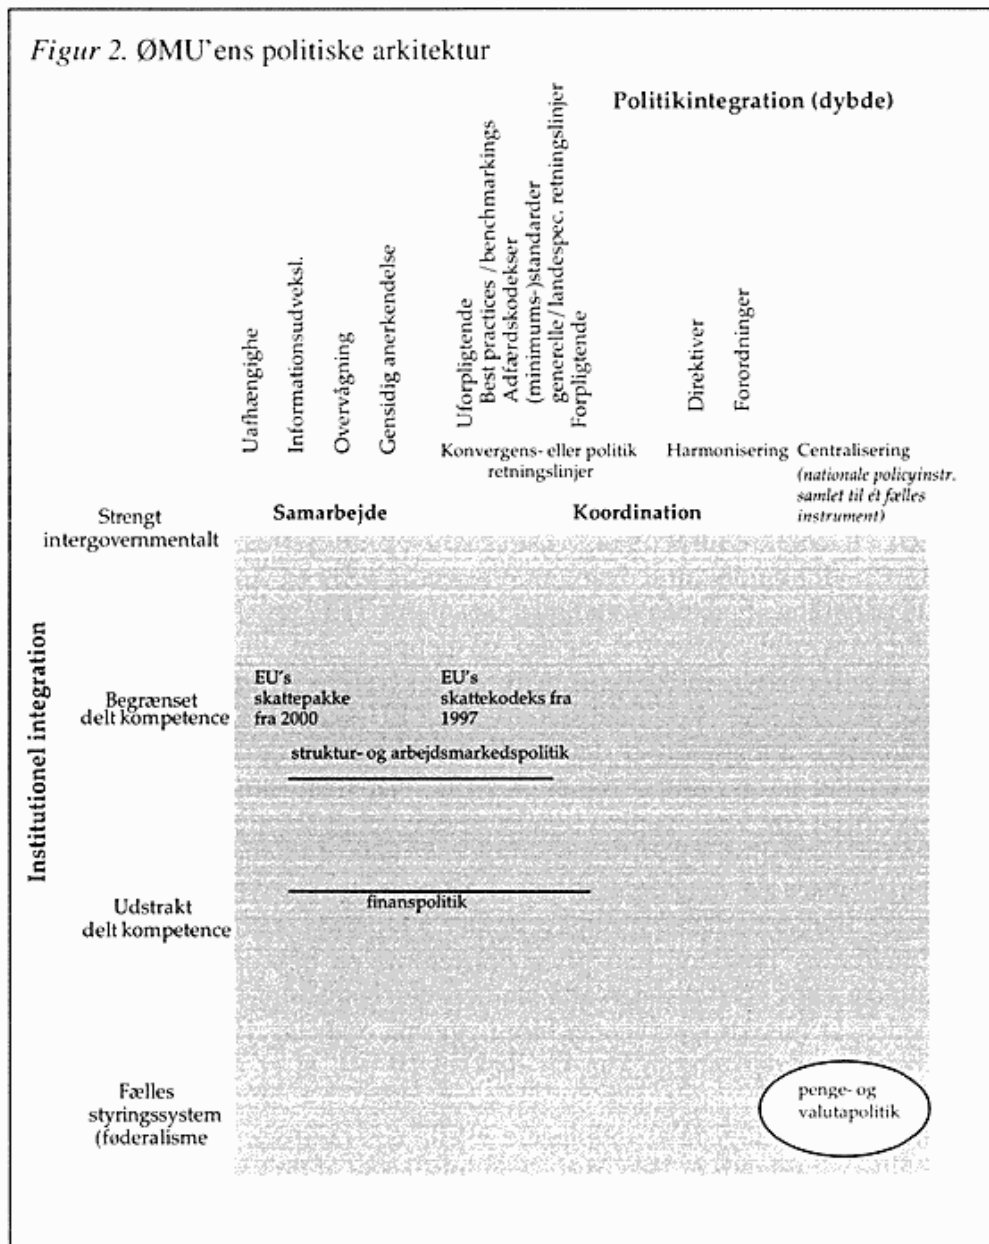 Figur 2. ØMU'ens politiske arkitektur
Politikintegration (dybde)
Uafhængighe
Informationsudveksl.
Overvågning
Gensidig anerkendelse
Uforpligtende
Best practices /benchmarkings
Adfærdskodekser
(minimums-)standarder
generelle/landespec. retningslinjer
Forpligtende
Direktiver
Forordninger
Konvergens- eller politik
retningslinjer
Harmonisering
Centralisering
(nationale policyinstr.
samlet til ét fælles
instrument)
Samarbejde
Koordination
Institutionel integration
Strengt
intergovernmentalt
Begrænset
delt kompetence
EU's
skattepakke
fra 2000
EU's
skattekodeks fra
1997
struktur- og arbejdsmarkedspolitik
Udstrakt
delt kompetence
finanspolitik
Fælles
styringssystem
(føderalisme
penge- og
valutapolitik